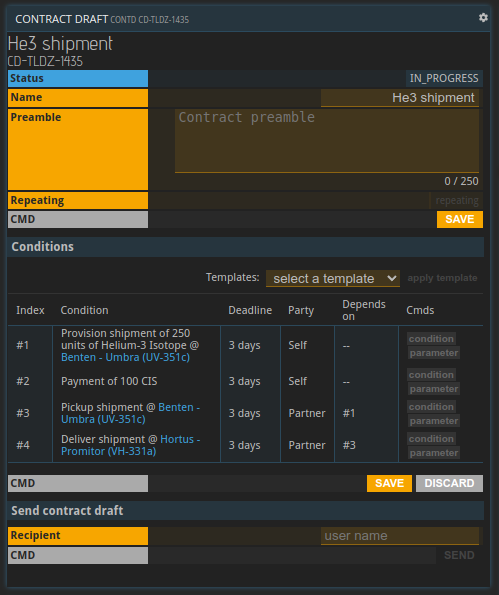 CONTRACT DRAFT CONTD CD-TLDZ-1435
He3 shipment
CD-TLDZ-1435
Status IN_PROGRESS
Name He3 shipment
Preamble Contract preamble
0 / 250
Repeating repeating
CMD SAVE
Conditions
Templates: select a template apply template
Index Condition Deadline Party Depends on Cmds
#1 Provision shipment of 250 units of Helium-3 Isotope @ Benten - Umbra (UV-351c) 3 days Self -- condition parameter
#2 Payment of 100 CIS 3 days Self -- condition parameter
#3 Pickup shipment @ Benten - Umbra (UV-351c) 3 days Partner #1 condition parameter
#4 Deliver shipment @ Hortus - Promitor (VH-331a) 3 days Partner #3 condition parameter
CMD SAVE DISCARD
Send contract draft
Recipient user name
CMD SEND